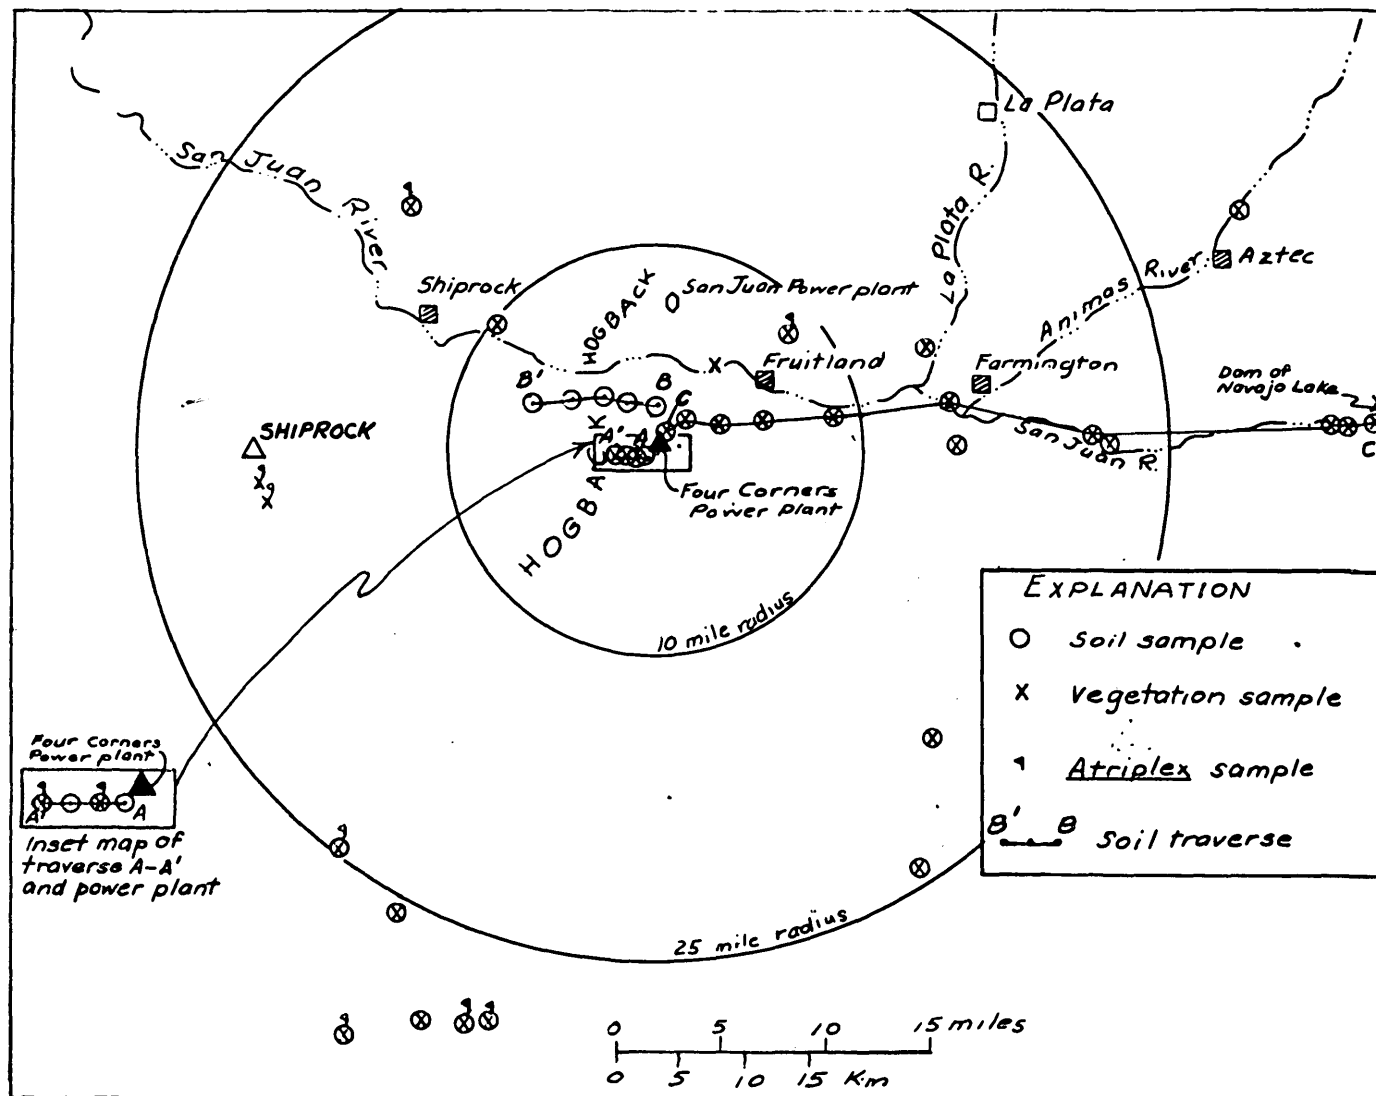 La Plata
San Juan River
La Plata R.
Animas River
Aztec
Shiprock
HOGBACK
San Juan Power plant
Fruitland
Farmington
Dam of
Navajo Lake
B'
B
C
SHIPROCK
A'-A
San Juan R.
C
HOGBACK
Four Corners
Power plant
10 mile radius
EXPLANATION
O Soil sample
x Vegetation sample
Atriplex sample
B' B Soil traverse
Four Corners
Power plant
A' A
Inset map of
traverse A-A'
and power plant
25 mile radius
0 5 10 15 miles
0 5 10 15 Km